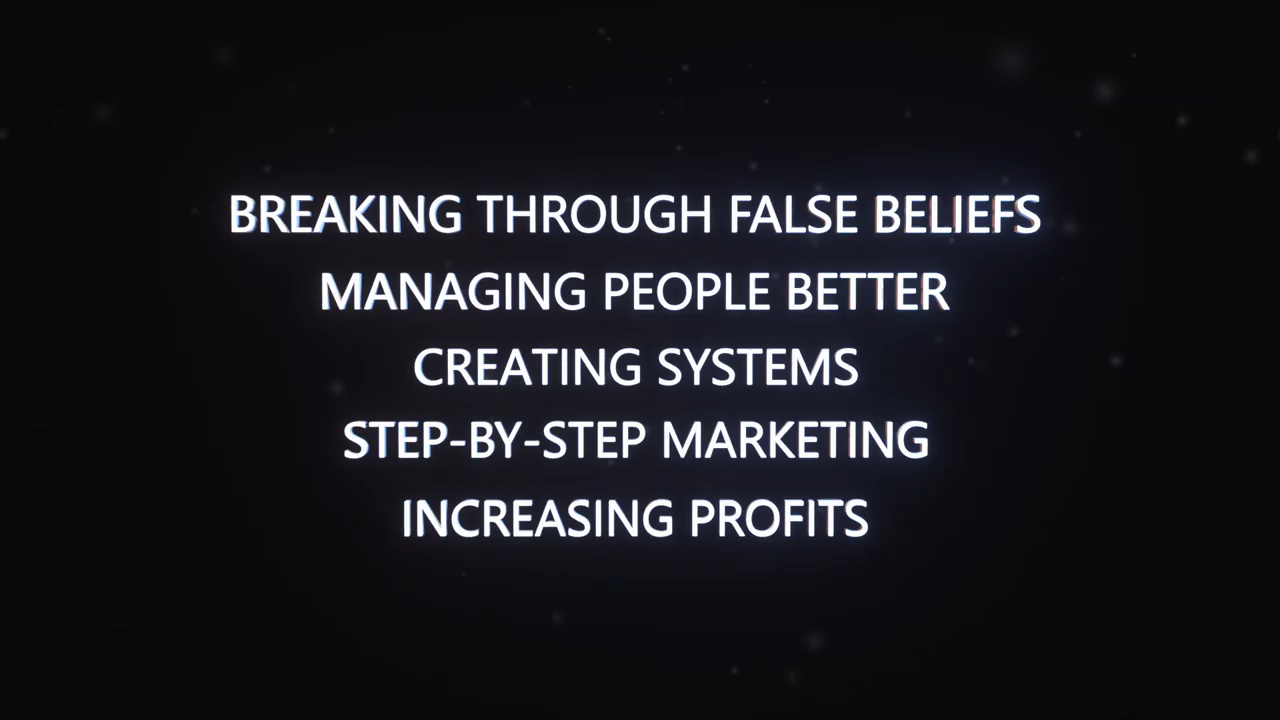 BREAKING THROUGH FALSE BELIEFS
MANAGING PEOPLE BETTER
CREATING SYSTEMS
STEP-BY-STEP MARKETING
INCREASING PROFITS